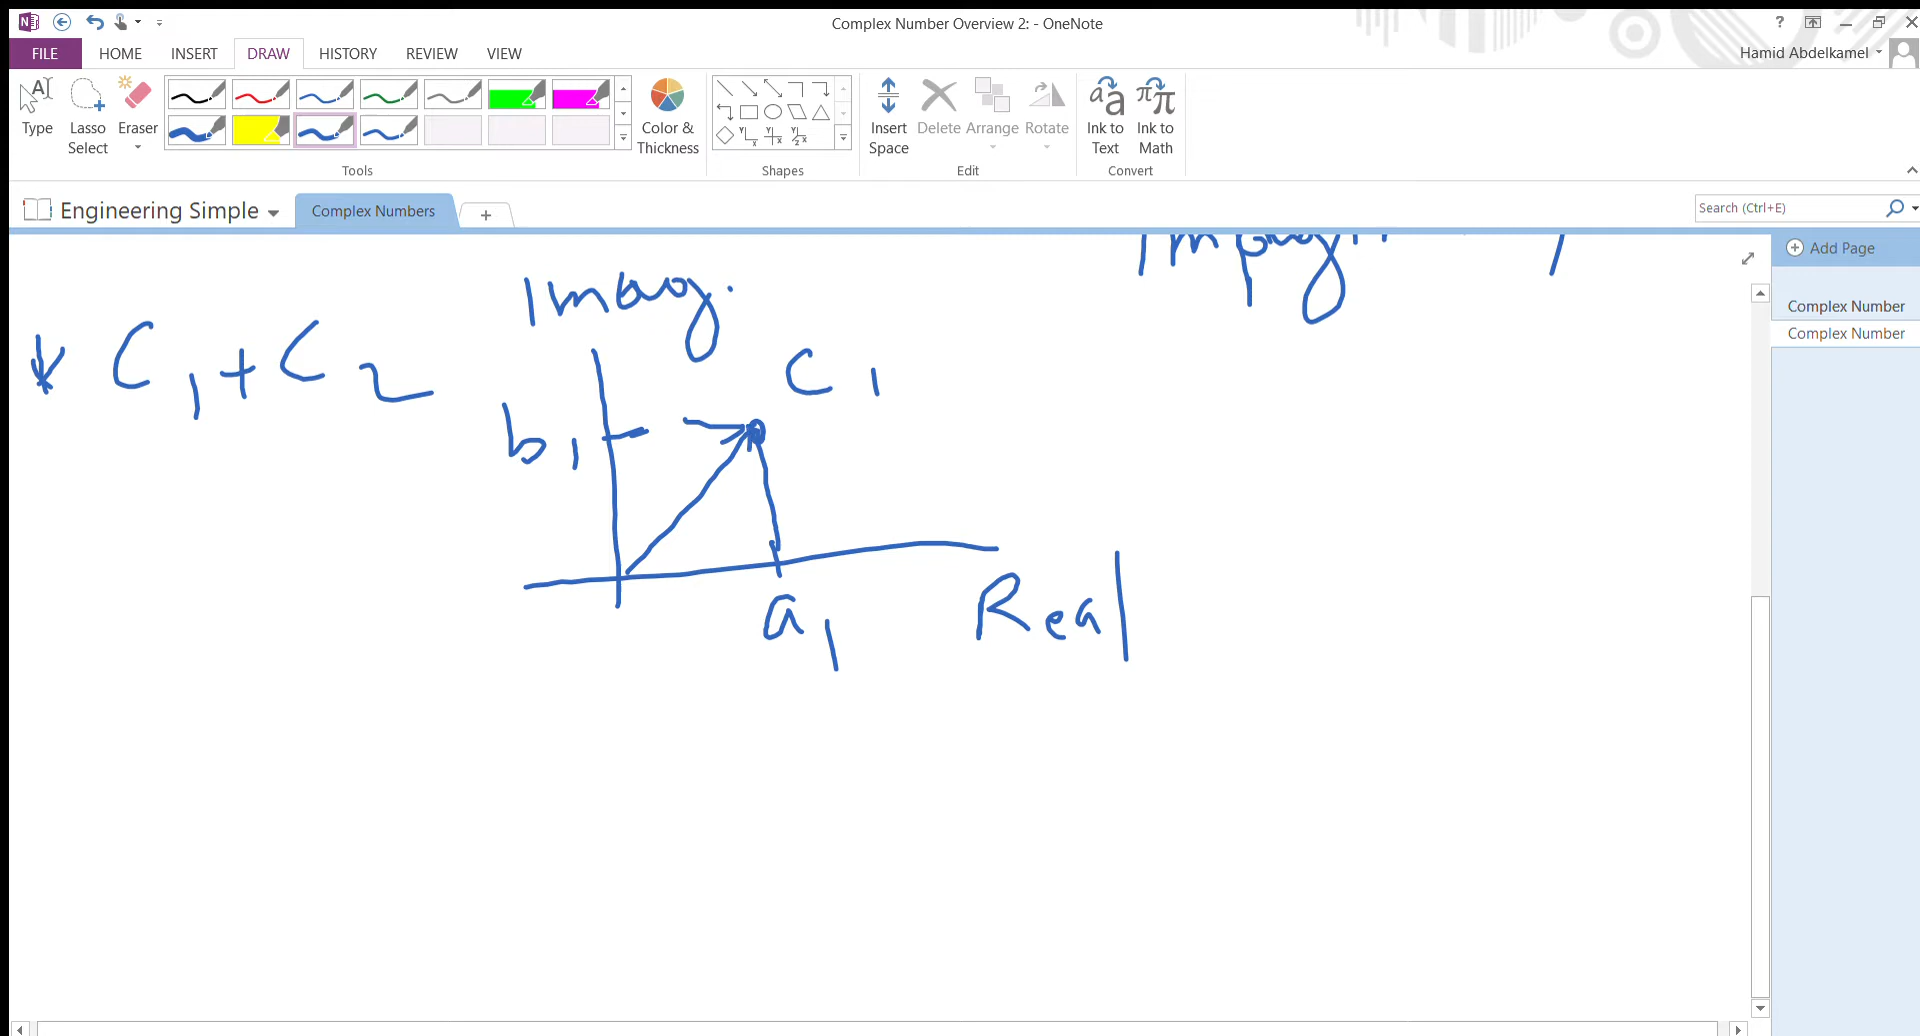 Complex Number Overview 2: - OneNote
?
FILE HOME INSERT DRAW HISTORY REVIEW VIEW
Hamid Abdelkamel
Type
Lasso Select
Eraser
Color & Thickness
Insert Space
Delete
Arrange
Rotate
Ink to Text
Ink to Math
Tools
Shapes
Edit
Convert
Engineering Simple
Complex Numbers
+
Search (Ctrl+E)
Add Page
Complex Number
Complex Number
Imag.
C1 + C2
C1
b1
a1
Real